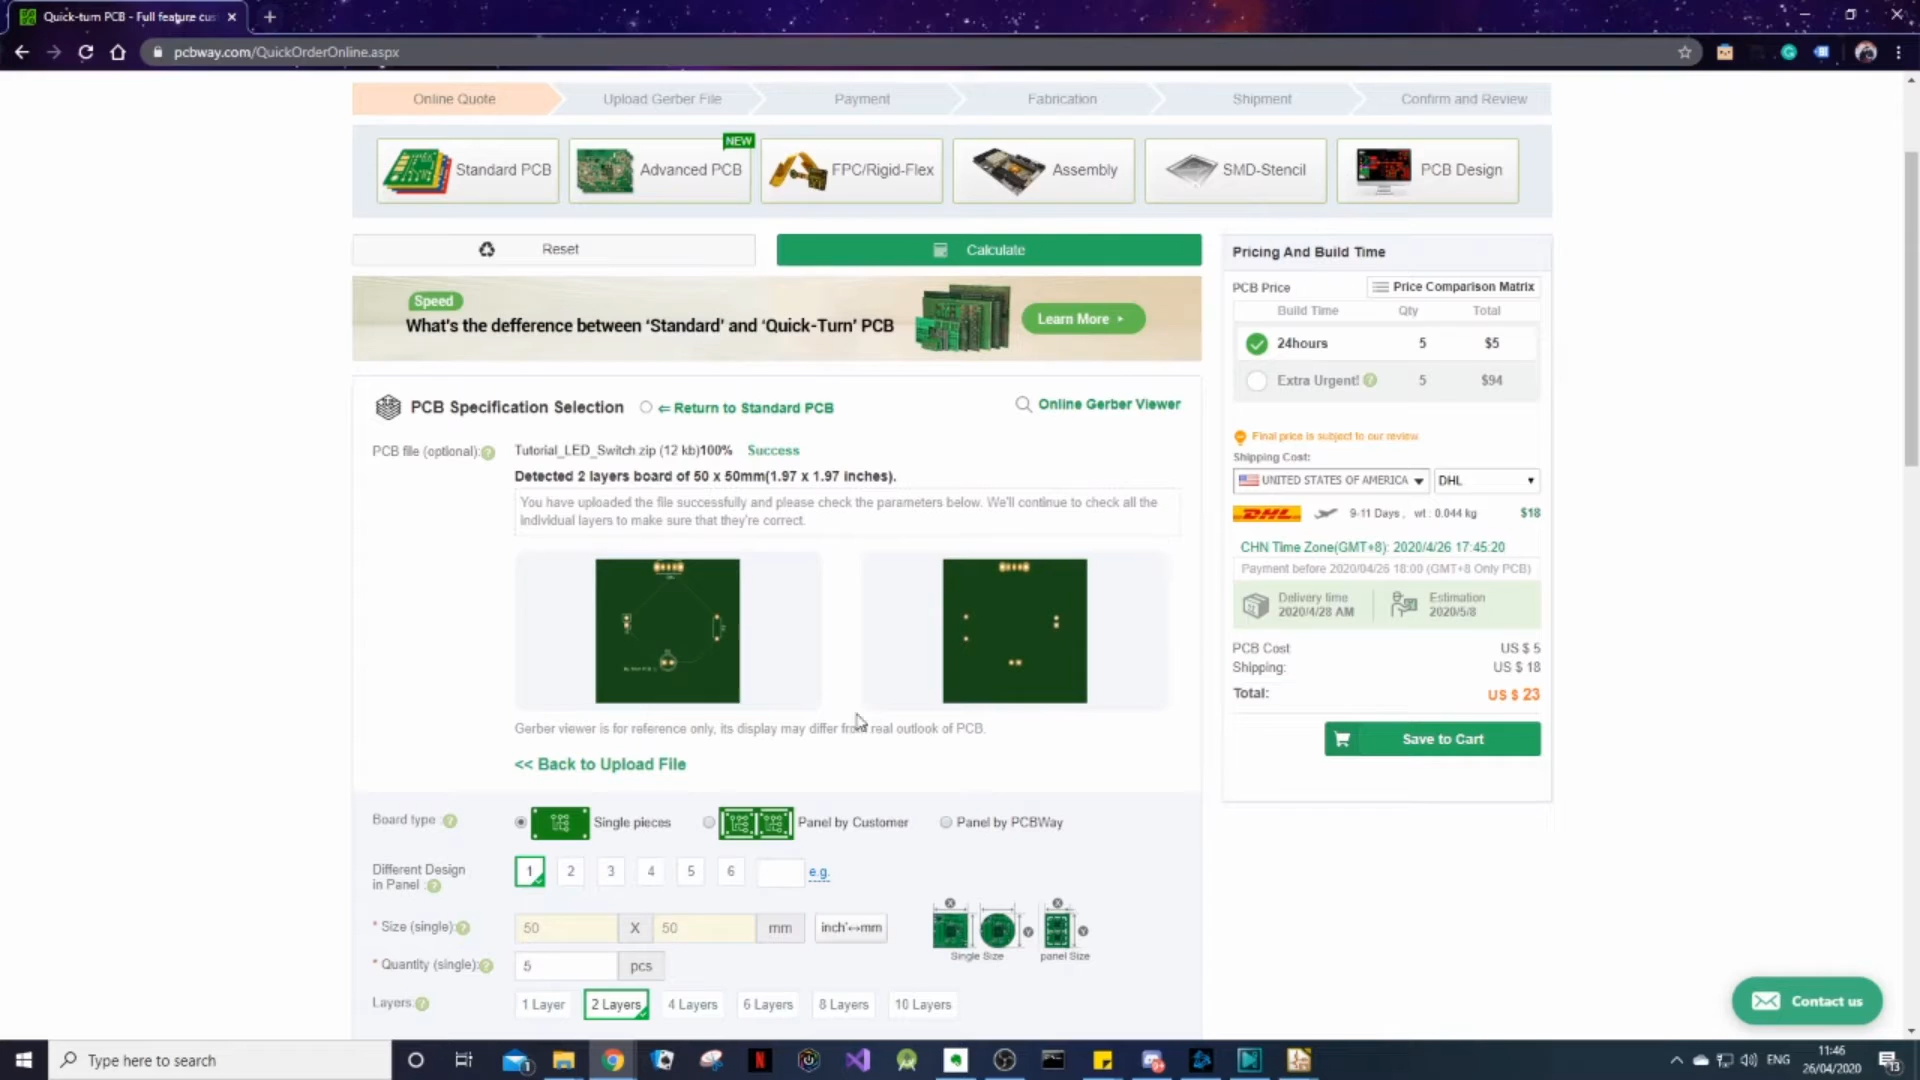 Quick-turn PCB - Full feature cus
pcbway.com/QuickOrderOnline.aspx
Online Quote
Upload Gerber File
Payment
Fabrication
Shipment
Confirm and Review
Standard PCB
NEW
Advanced PCB
FPC/Rigid-Flex
Assembly
SMD-Stencil
PCB Design
Reset
Calculate
Speed
What's the defference between 'Standard' and 'Quick-Turn' PCB
Learn More
PCB Specification Selection
⇐ Return to Standard PCB
Online Gerber Viewer
PCB file (optional):
Tutorial_LED_Switch.zip (12 kb)100% Success
Detected 2 layers board of 50 x 50mm(1.97 x 1.97 inches).
You have uploaded the file successfully and please check the parameters below. We'll continue to check all the
individual layers to make sure that they're correct.
Gerber viewer is for reference only, its display may differ from real outlook of PCB.
<< Back to Upload File
Board type :
Single pieces
Panel by Customer
Panel by PCBWay
Different Design
in Panel :
1 2 3 4 5 6
e.g.
* Size (single):
50 X 50 mm
inch↔mm
Single Size
panel Size
* Quantity (single):
5 pcs
Layers:
1 Layer 2 Layers 4 Layers 6 Layers 8 Layers 10 Layers
Pricing And Build Time
PCB Price
Price Comparison Matrix
Build Time Qty Total
24hours 5 $5
Extra Urgent! 5 $94
Final price is subject to our review
Shipping Cost:
UNITED STATES OF AMERICA
DHL
DHL 9-11 Days , wt : 0.044 kg $18
CHN Time Zone(GMT+8): 2020/4/26 17:45:20
Payment before 2020/04/26 18:00 (GMT+8 Only PCB)
Delivery time
2020/4/28 AM
Estimation
2020/5/8
PCB Cost US $ 5
Shipping: US $ 18
Total: US $ 23
Save to Cart
Contact us
Type here to search
ENG
11:46
26/04/2020